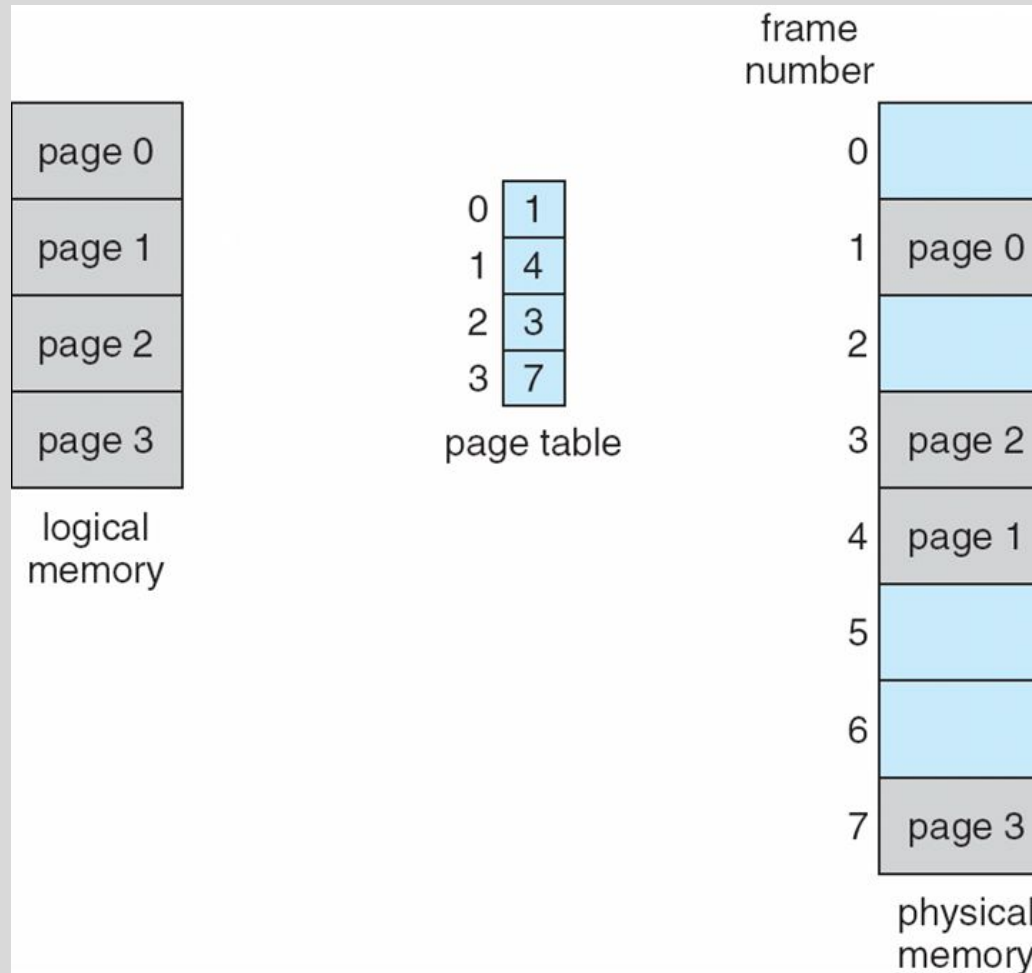 page 0
page 1
page 2
page 3
logical
memory
0 1
1 4
2 3
3 7
page table
frame
number
0
1 page 0
2
3 page 2
4 page 1
5
6
7 page 3
physical
memory